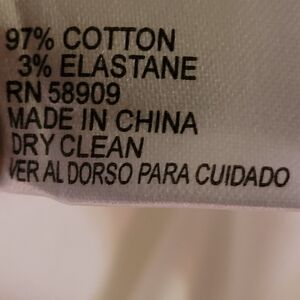 97% COTTON
3% ELASTANE
RN 58909
MADE IN CHINA
DRY CLEAN
VER AL DORSO PARA CUIDADO